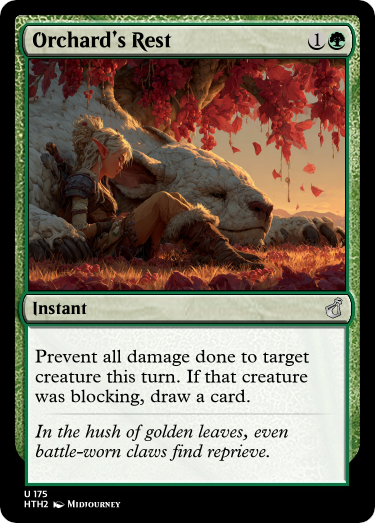 Orchard's Rest 1
Instant
Prevent all damage done to target
creature this turn. If that creature
was blocking, draw a card.
In the hush of golden leaves, even
battle-worn claws find reprieve.
U 175
HTH2 Midjourney